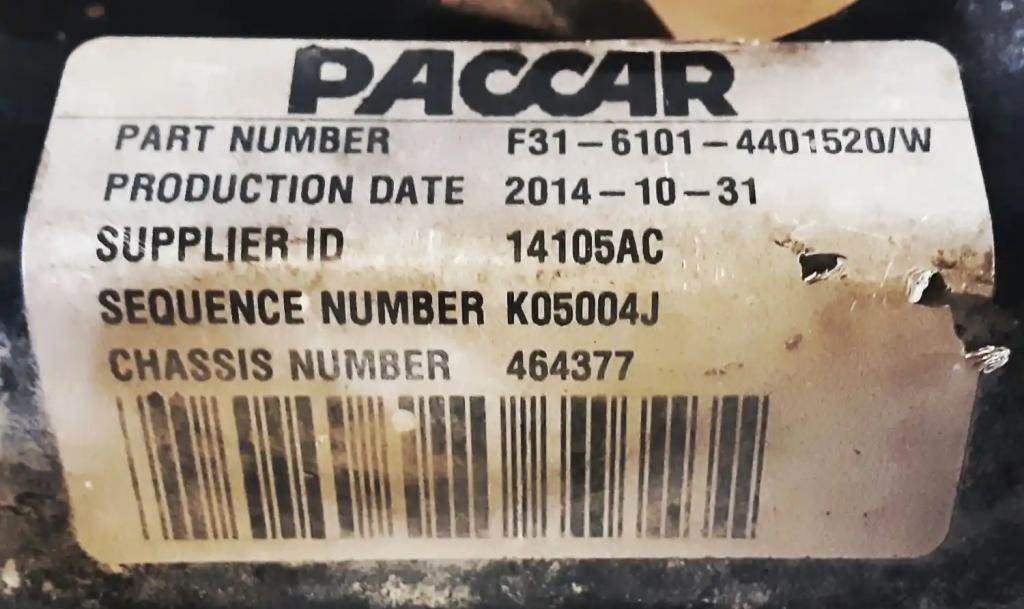 PACCAR
PART NUMBER F31-6101-4401520/W
PRODUCTION DATE 2014-10-31
SUPPLIER ID 14105AC
SEQUENCE NUMBER K05004J
CHASSIS NUMBER 464377